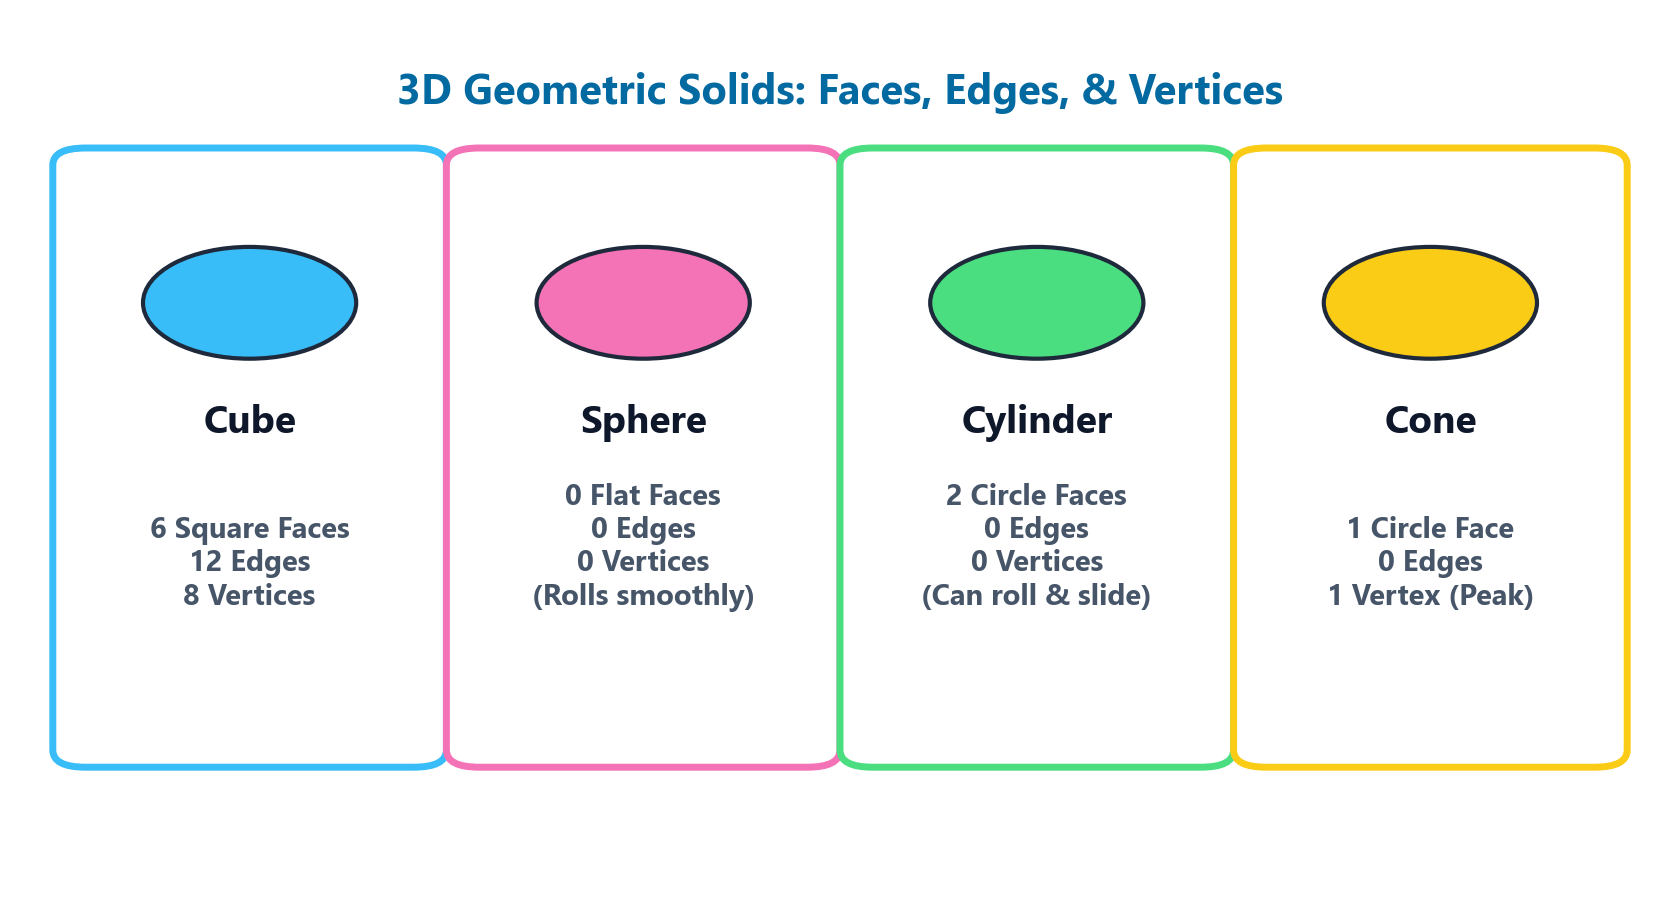 3D Geometric Solids: Faces, Edges, & Vertices
Cube
6 Square Faces
12 Edges
8 Vertices
Sphere
0 Flat Faces
0 Edges
0 Vertices
(Rolls smoothly)
Cylinder
2 Circle Faces
0 Edges
0 Vertices
(Can roll & slide)
Cone
1 Circle Face
0 Edges
1 Vertex (Peak)